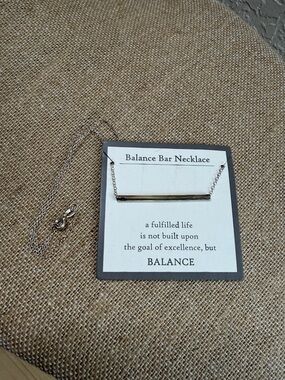 Balance Bar Necklace
a fulfilled life
is not built upon
the goal of excellence, but
BALANCE